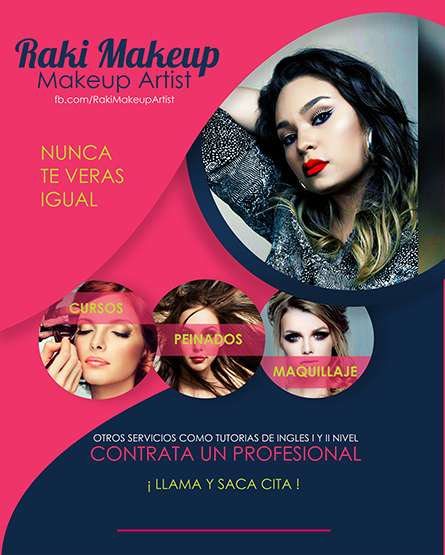 Raki Makeup
Makeup Artist
fb.com/RakiMakeupArtist
NUNCA
TE VERAS
IGUAL
CURSOS
PEINADOS
MAQUILLAJE
OTROS SERVICIOS COMO TUTORIAS DE INGLES I Y II NIVEL
CONTRATA UN PROFESIONAL
¡ LLAMA Y SACA CITA !